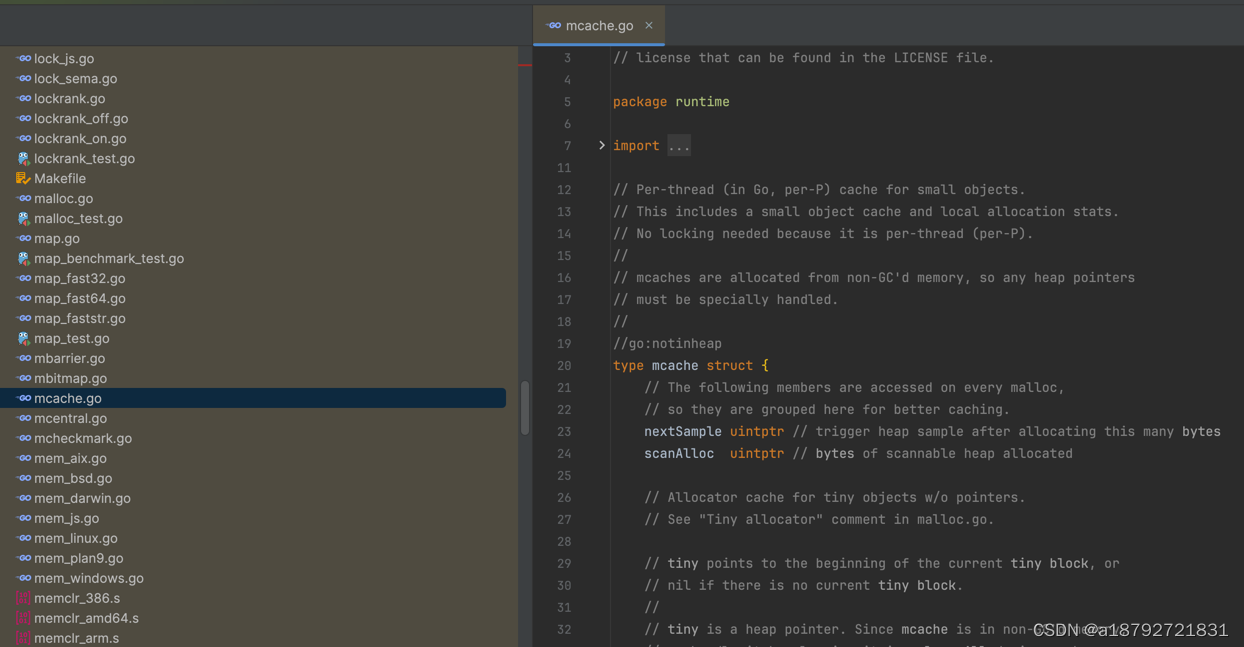 mcache.go
lock_js.go
lock_sema.go
lockrank.go
lockrank_off.go
lockrank_on.go
lockrank_test.go
Makefile
malloc.go
malloc_test.go
map.go
map_benchmark_test.go
map_fast32.go
map_fast64.go
map_faststr.go
map_test.go
mbarrier.go
mbitmap.go
mcache.go
mcentral.go
mcheckmark.go
mem_aix.go
mem_bsd.go
mem_darwin.go
mem_js.go
mem_linux.go
mem_plan9.go
mem_windows.go
memclr_386.s
memclr_amd64.s
memclr_arm.s
3 // license that can be found in the LICENSE file.
4
5 package runtime
6
7 import ...
11
12 // Per-thread (in Go, per-P) cache for small objects.
13 // This includes a small object cache and local allocation stats.
14 // No locking needed because it is per-thread (per-P).
15 //
16 // mcaches are allocated from non-GC'd memory, so any heap pointers
17 // must be specially handled.
18 //
19 //go:notinheap
20 type mcache struct {
21 // The following members are accessed on every malloc,
22 // so they are grouped here for better caching.
23 nextSample uintptr // trigger heap sample after allocating this many bytes
24 scanAlloc uintptr // bytes of scannable heap allocated
25
26 // Allocator cache for tiny objects w/o pointers.
27 // See "Tiny allocator" comment in malloc.go.
28
29 // tiny points to the beginning of the current tiny block, or
30 // nil if there is no current tiny block.
31 //
32 // tiny is a heap pointer. Since mcache is in non-
CSDN @a18792721831